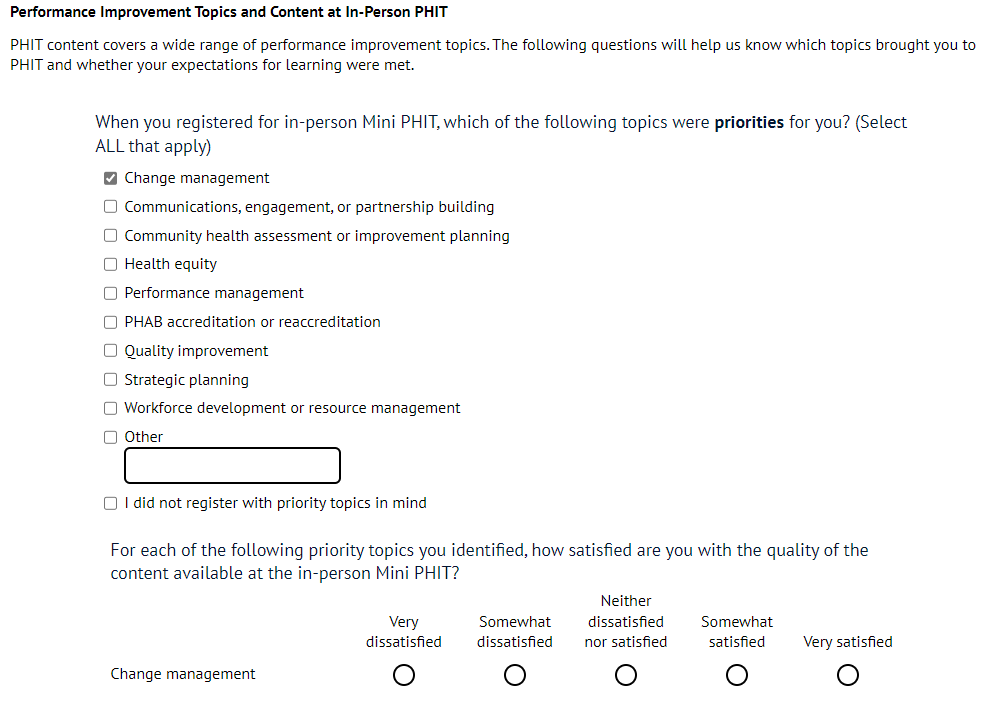 Performance Improvement Topics and Content at In-Person PHIT
PHIT content covers a wide range of performance improvement topics. The following questions will help us know which topics brought you to
PHIT and whether your expectations for learning were met.
When you registered for in-person Mini PHIT, which of the following topics were priorities for you? (Select
ALL that apply)
Change management
Communications, engagement, or partnership building
Community health assessment or improvement planning
Health equity
Performance management
PHAB accreditation or reaccreditation
Quality improvement
Strategic planning
Workforce development or resource management
Other
I did not register with priority topics in mind
For each of the following priority topics you identified, how satisfied are you with the quality of the
content available at the in-person Mini PHIT?
Very
dissatisfied
Somewhat
dissatisfied
Neither
dissatisfied
nor satisfied
Somewhat
satisfied
Very satisfied
Change management